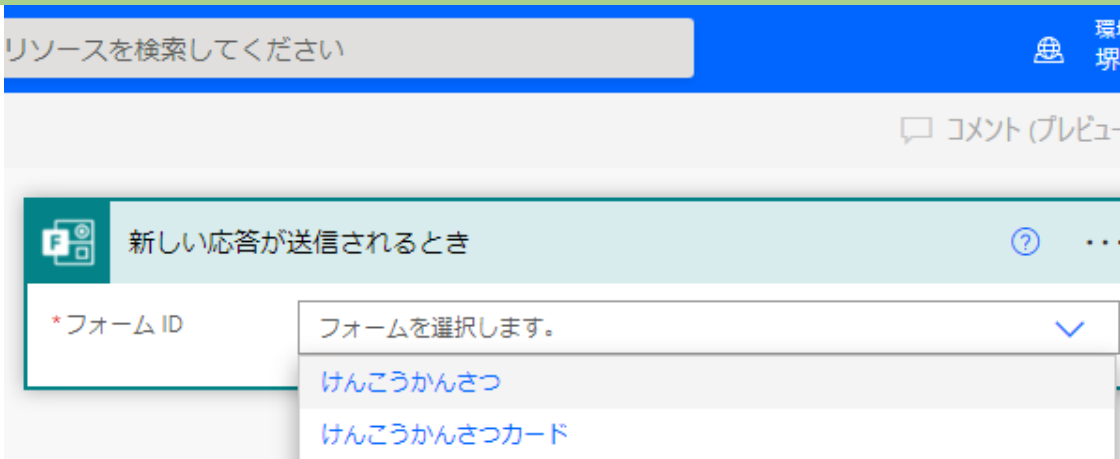 リソースを検索してください
環
堺
コメント (プレビュー
新しい応答が送信されるとき
*フォーム ID
フォームを選択します。
けんこうかんさつ
けんこうかんさつカード